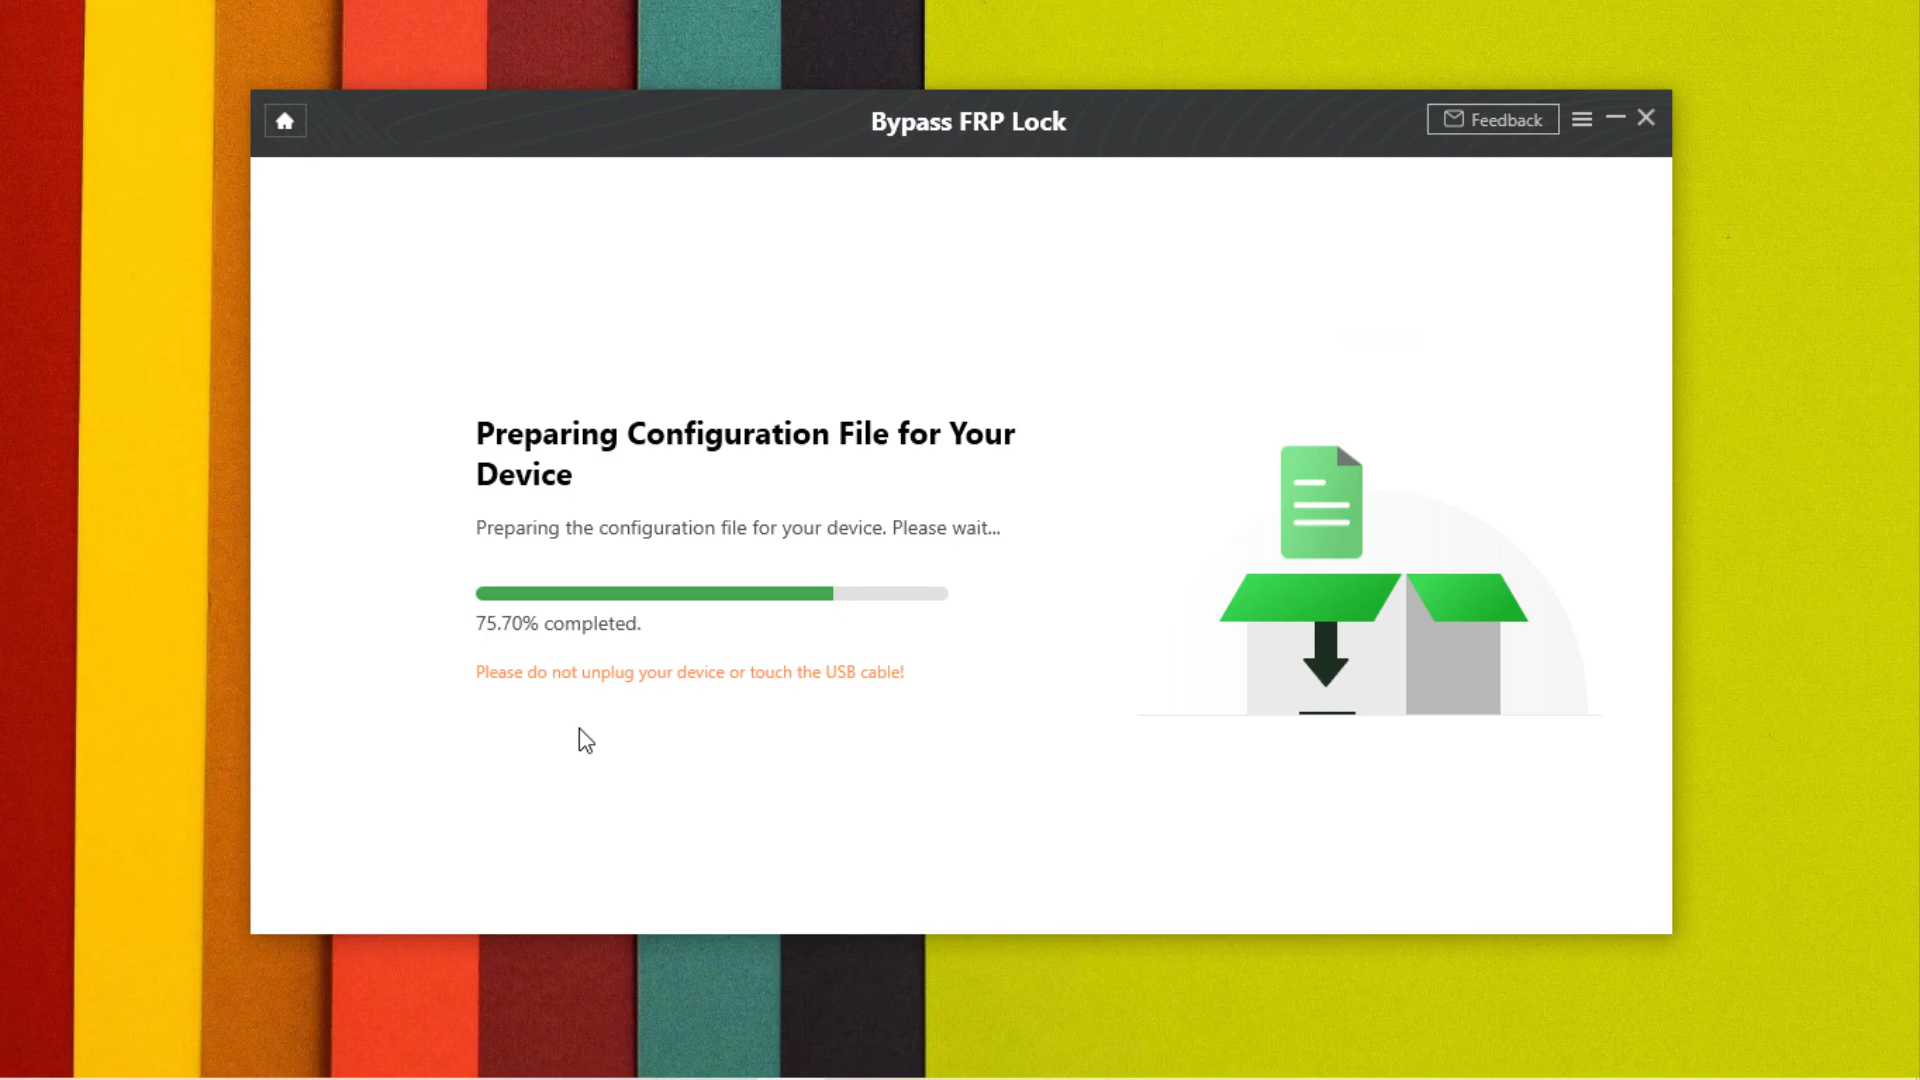 Bypass FRP Lock
Feedback
Preparing Configuration File for Your
Device
Preparing the configuration file for your device. Please wait...
75.70% completed.
Please do not unplug your device or touch the USB cable!